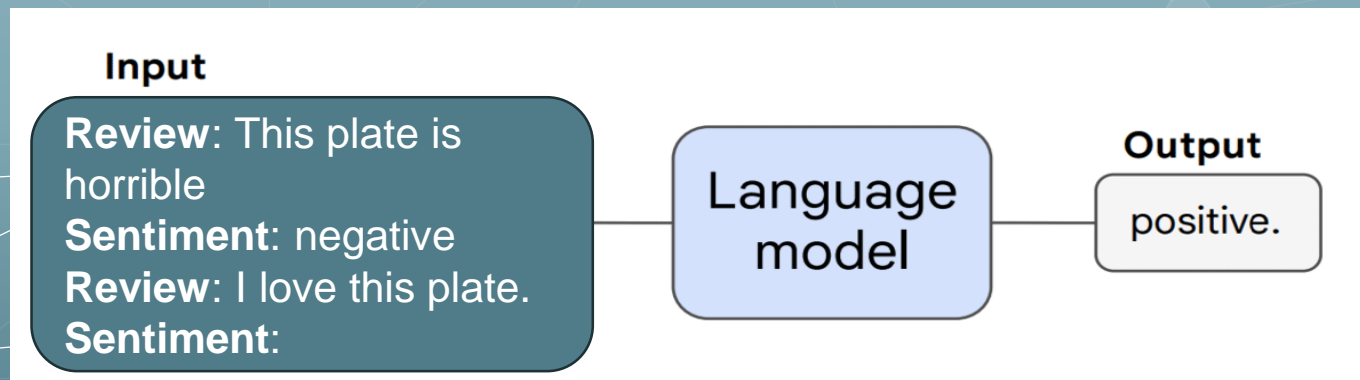 Input
Review: This plate is
horrible
Sentiment: negative
Review: I love this plate.
Sentiment:
Language
model
Output
positive.